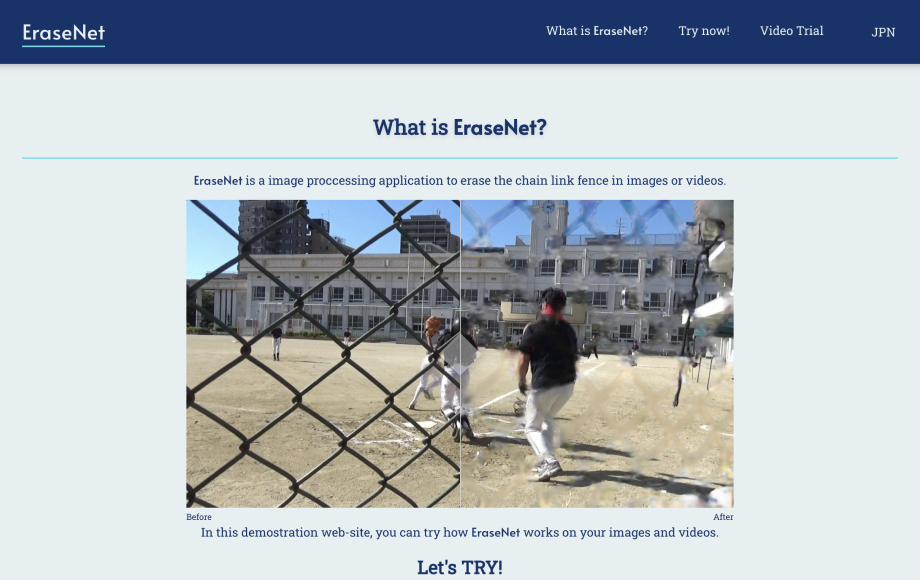 EraseNet
What is EraseNet? Try now! Video Trial JPN
What is EraseNet?
EraseNet is a image proccessing application to erase the chain link fence in images or videos.
Before After
In this demostration web-site, you can try how EraseNet works on your images and videos.
Let's TRY!